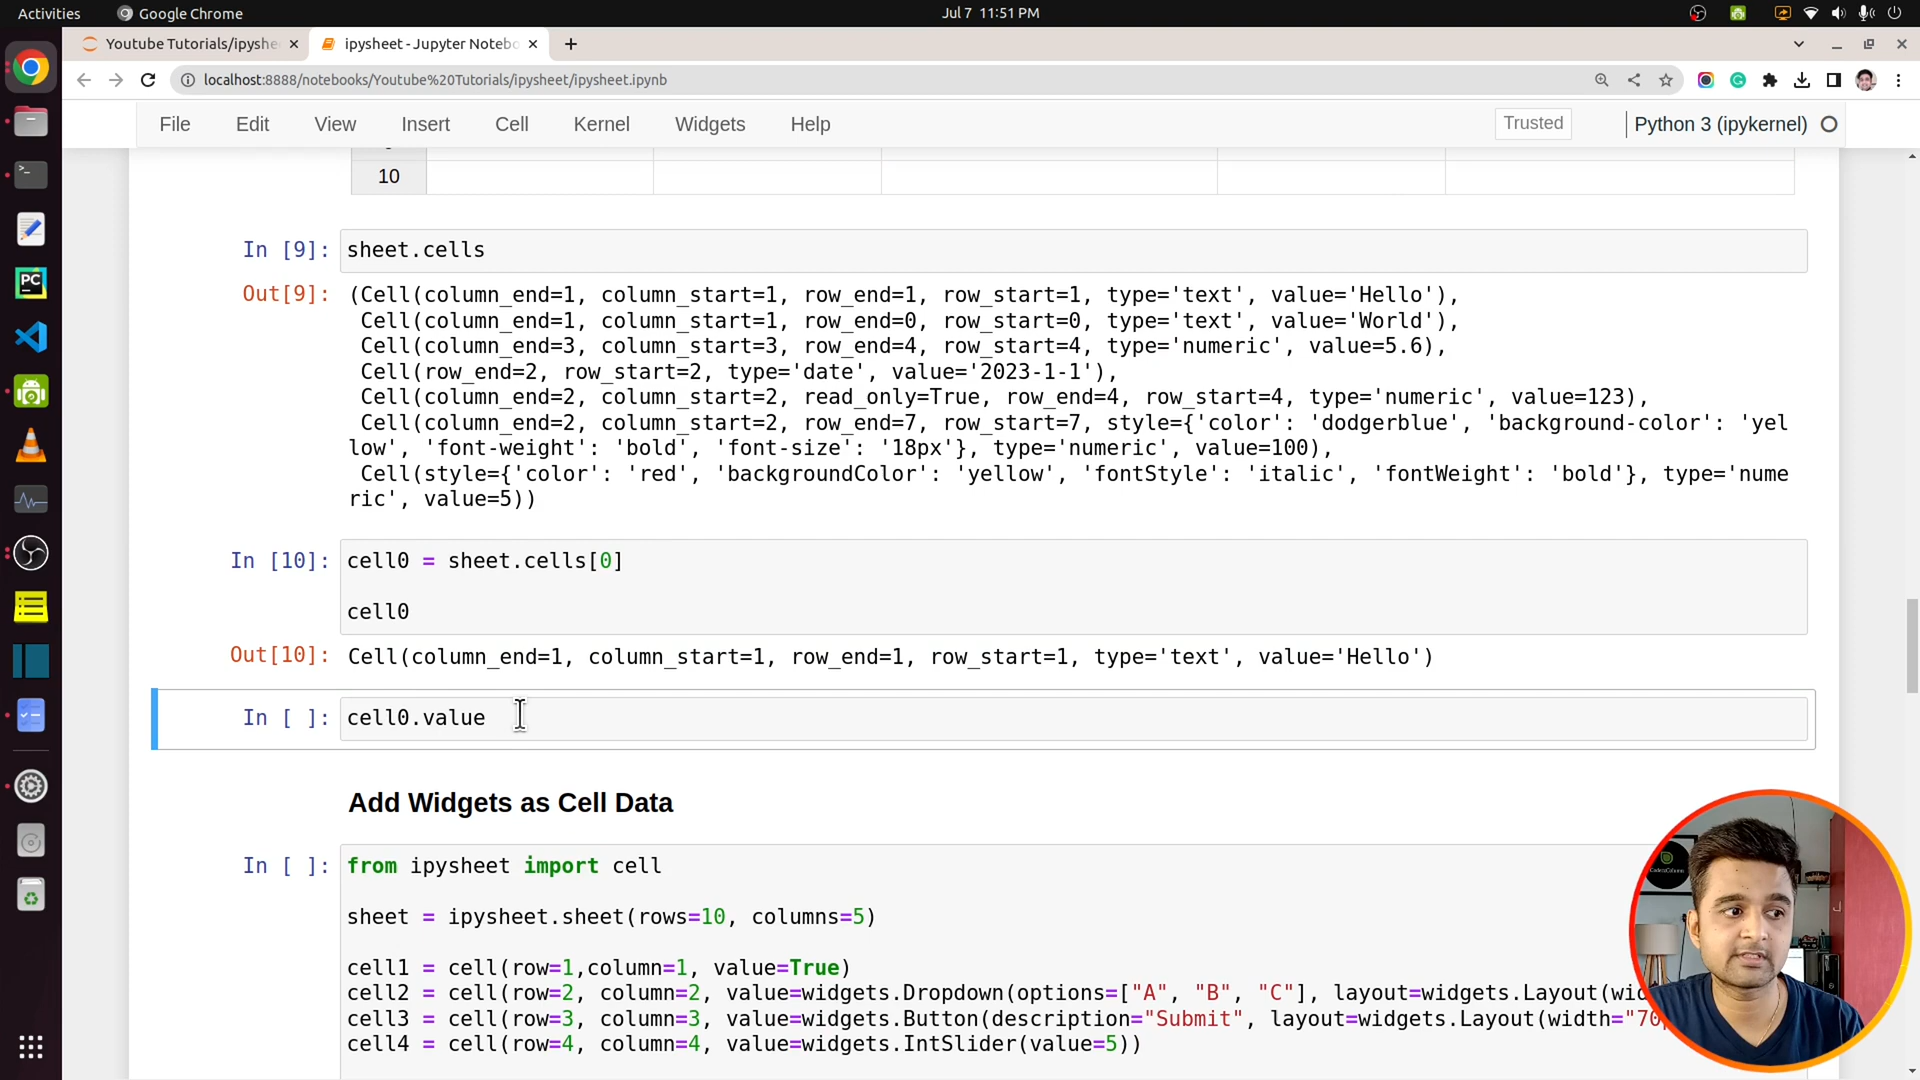 Activities
Google Chrome
Jul 7 11:51 PM
Youtube Tutorials/ipyshe
ipysheet - Jupyter Notebo
localhost:8888/notebooks/Youtube%20Tutorials/ipysheet/ipysheet.ipynb
File Edit View Insert Cell Kernel Widgets Help
Trusted
Python 3 (ipykernel)
10
In [9]: sheet.cells
Out[9]: (Cell(column_end=1, column_start=1, row_end=1, row_start=1, type='text', value='Hello'),
Cell(column_end=1, column_start=1, row_end=0, row_start=0, type='text', value='World'),
Cell(column_end=3, column_start=3, row_end=4, row_start=4, type='numeric', value=5.6),
Cell(row_end=2, row_start=2, type='date', value='2023-1-1'),
Cell(column_end=2, column_start=2, read_only=True, row_end=4, row_start=4, type='numeric', value=123),
Cell(column_end=2, column_start=2, row_end=7, row_start=7, style={'color': 'dodgerblue', 'background-color': 'yel
low', 'font-weight': 'bold', 'font-size': '18px'}, type='numeric', value=100),
Cell(style={'color': 'red', 'backgroundColor': 'yellow', 'fontStyle': 'italic', 'fontWeight': 'bold'}, type='nume
ric', value=5))
In [10]: cell0 = sheet.cells[0]
cell0
Out[10]: Cell(column_end=1, column_start=1, row_end=1, row_start=1, type='text', value='Hello')
In [ ]: cell0.value
Add Widgets as Cell Data
In [ ]: from ipysheet import cell
sheet = ipysheet.sheet(rows=10, columns=5)
cell1 = cell(row=1,column=1, value=True)
cell2 = cell(row=2, column=2, value=widgets.Dropdown(options=["A", "B", "C"], layout=widgets.Layout(wid
cell3 = cell(row=3, column=3, value=widgets.Button(description="Submit", layout=widgets.Layout(width="70
cell4 = cell(row=4, column=4, value=widgets.IntSlider(value=5))
PC